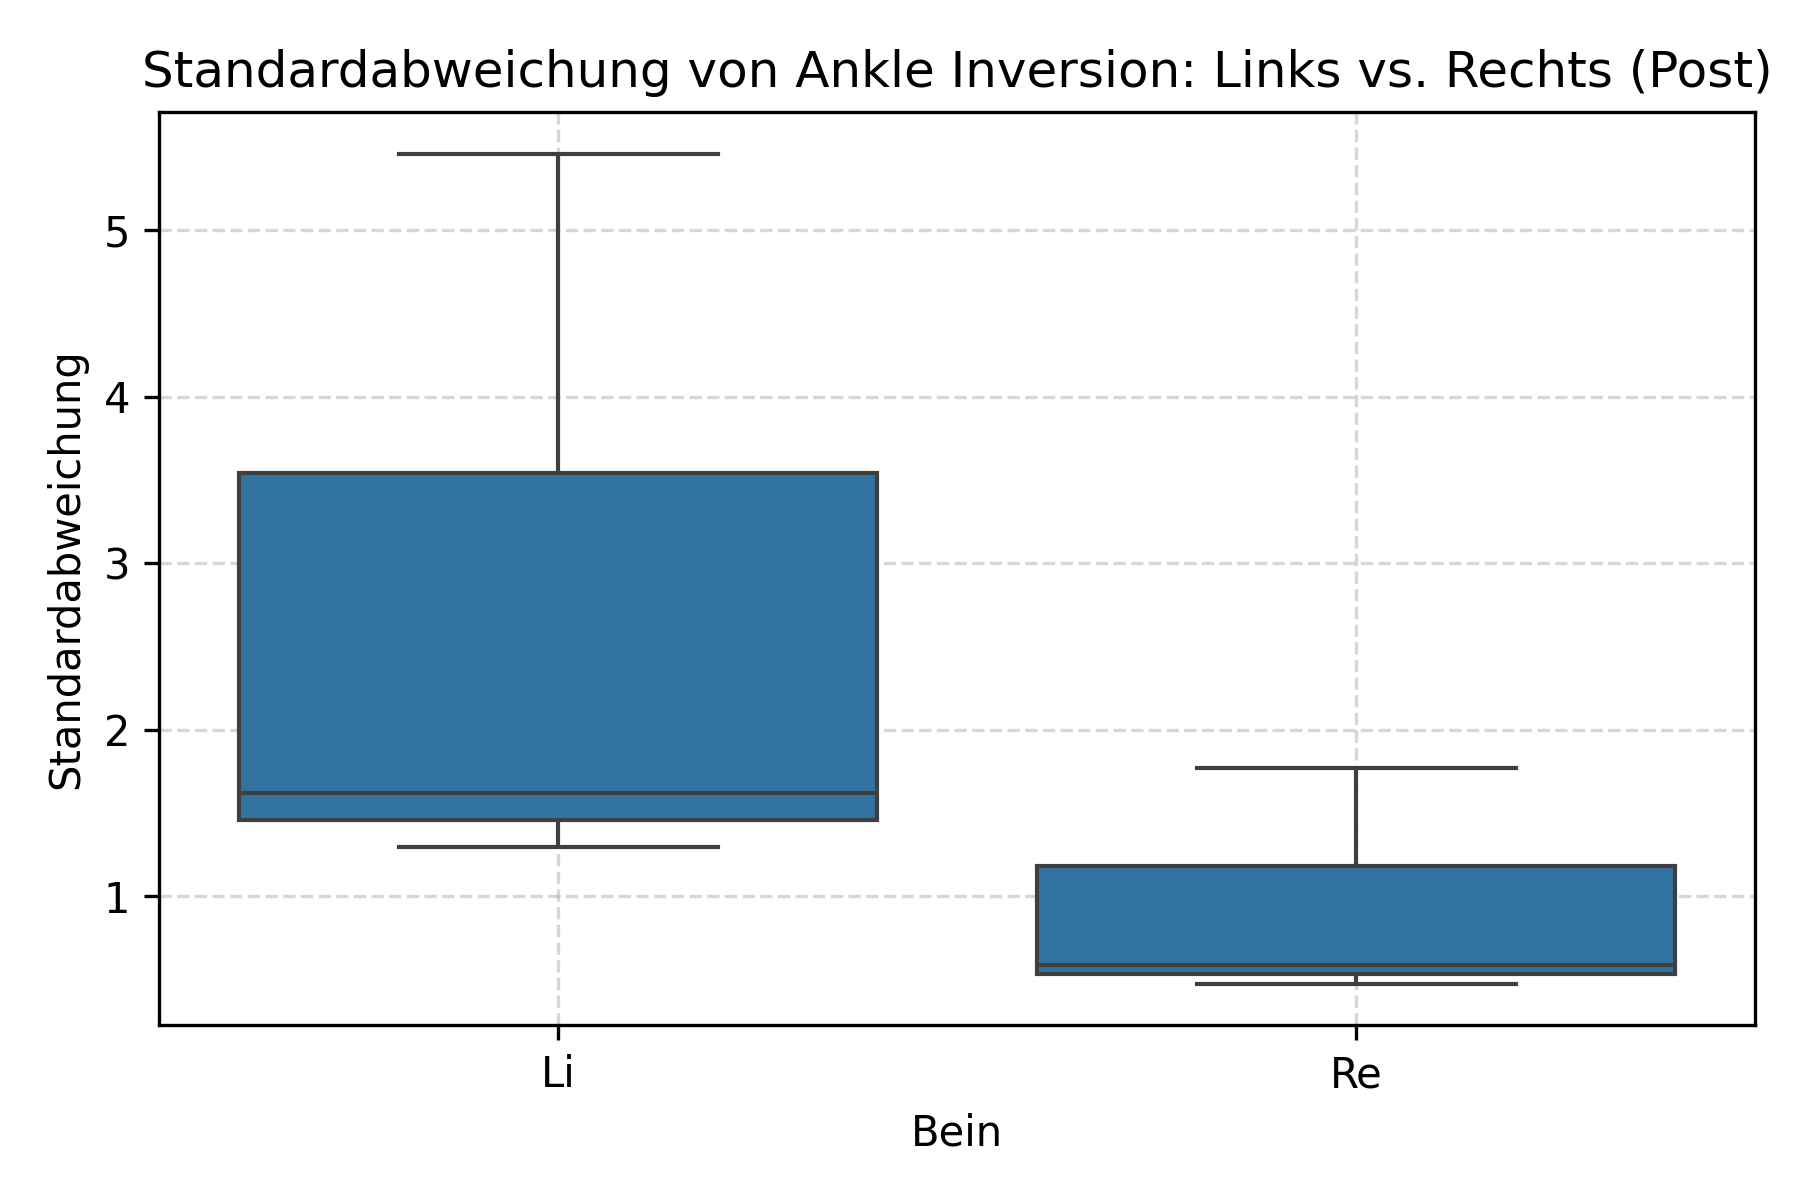 Standardabweichung von Ankle Inversion: Links vs. Rechts (Post)
Standardabweichung
5
4
3
2
1
Li
Re
Bein